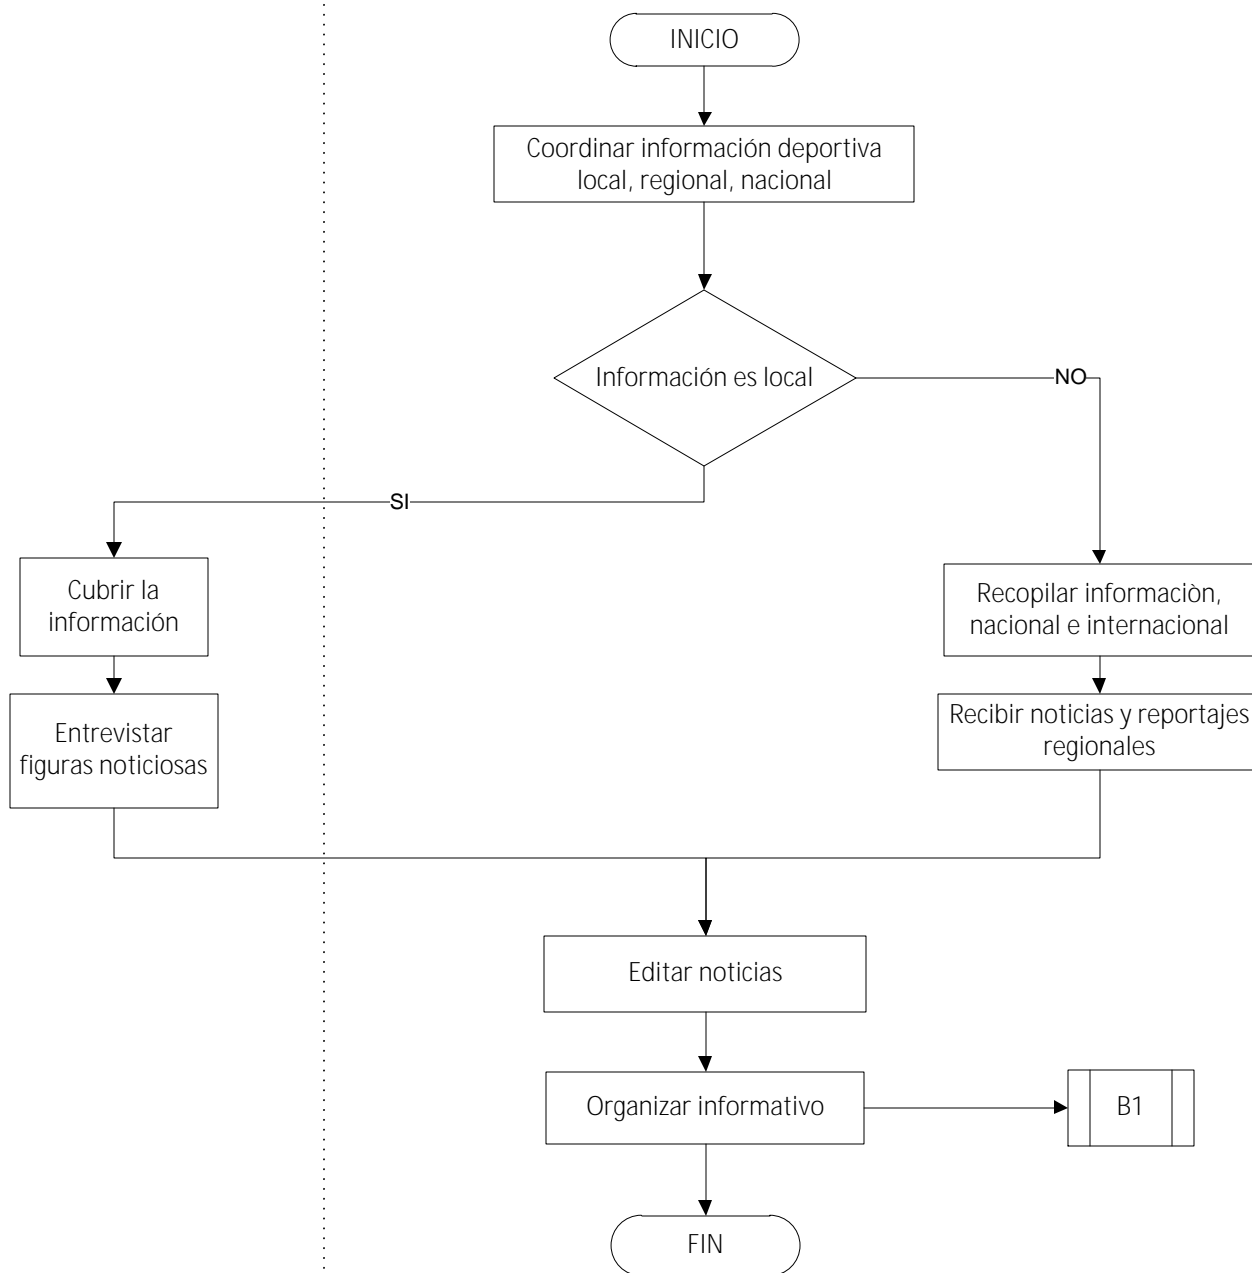 INICIO
Coordinar información deportiva
local, regional, nacional
Información es local
NO
SI
Cubrir la
información
Recopilar informaciòn,
nacional e internacional
Entrevistar
figuras noticiosas
Recibir noticias y reportajes
regionales
Editar noticias
Organizar informativo
B1
FIN